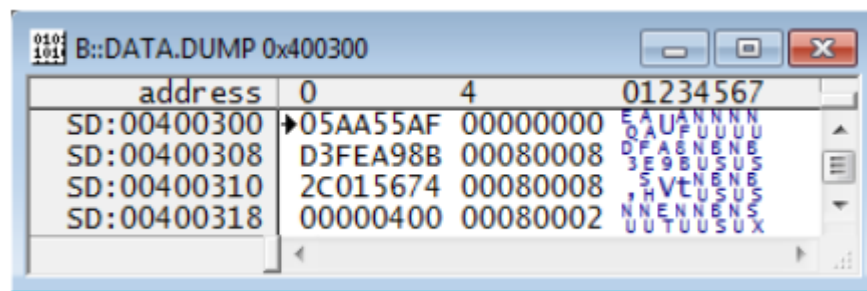 B::DATA.DUMP 0x400300
address 0 4 01234567
SD:00400300 05AA55AF 00000000
SD:00400308 D3FEA98B 00080008
SD:00400310 2C015674 00080008
SD:00400318 00000400 00080002